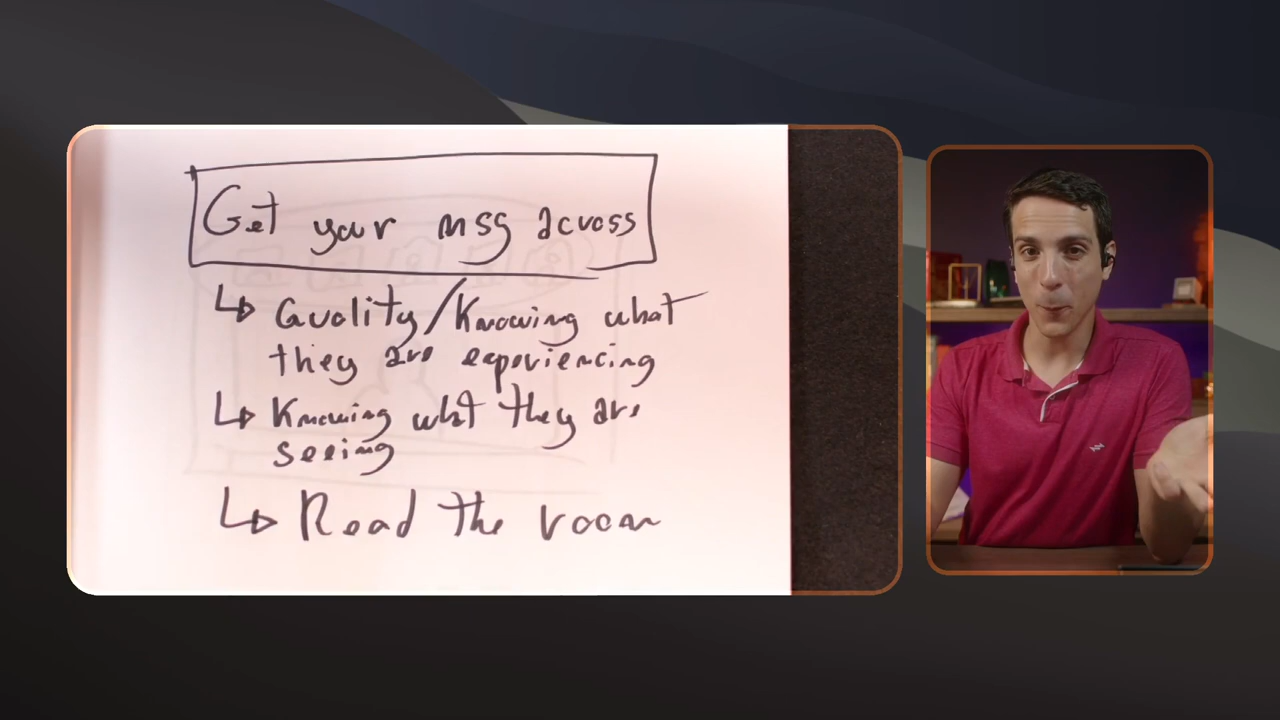 Get your msg across
↳ Quality/Knowing what
they are experiencing
↳ Knowing what they are
seeing
↳ Read the room